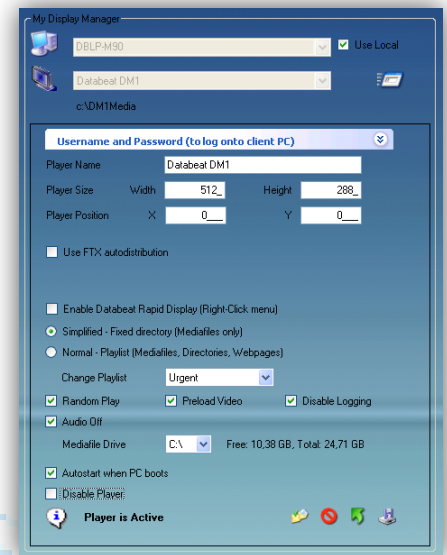 My Display Manager
DBLP-M90
Use Local
Databeat DM1
c:\DM1Media
Username and Password (to log onto client PC)
Player Name Databeat DM1
Player Size Width 512_ Height 288_
Player Position X 0___ Y 0___
Use FTX autodistribution
Enable Databeat Rapid Display (Right-Click menu)
Simplified - Fixed directory (Mediafiles only)
Normal - Playlist (Mediafiles, Directories, Webpages)
Change Playlist Urgent
Random Play Preload Video Disable Logging
Audio Off
Mediafile Drive C:\ Free: 10,38 GB, Total: 24,71 GB
Autostart when PC boots
Disable Player
Player is Active